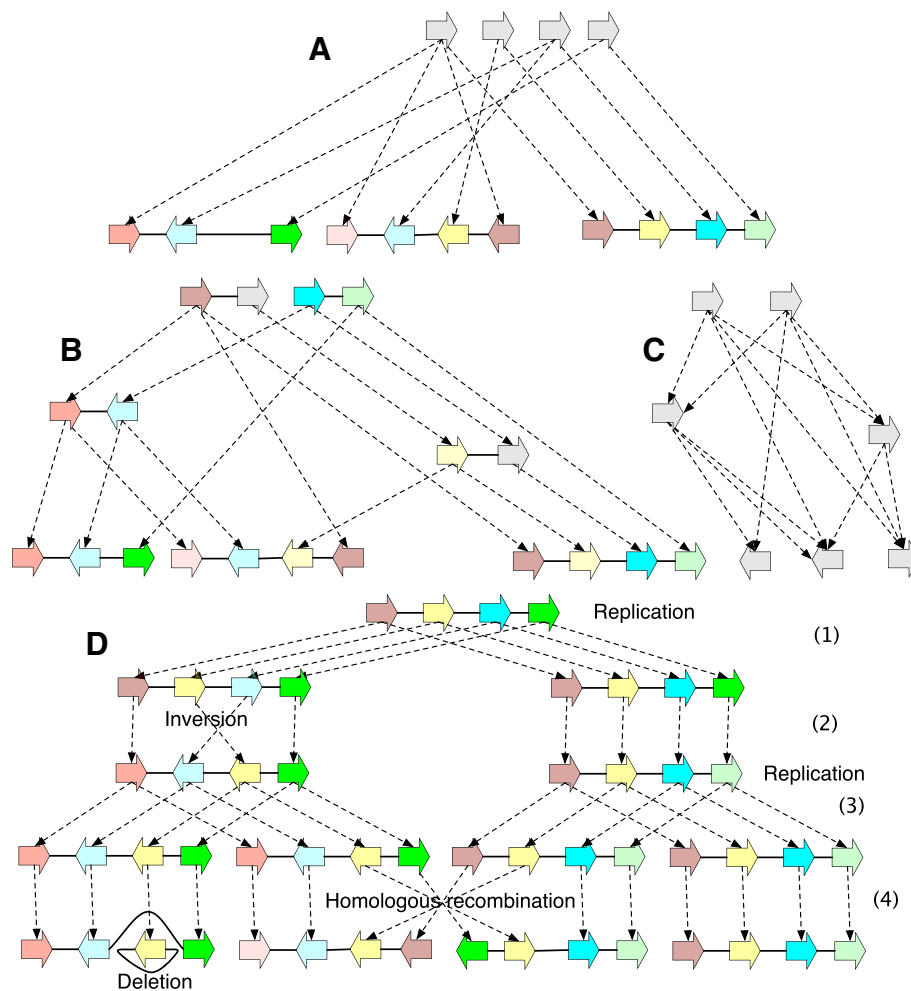 A
B
C
D
Replication
(1)
Inversion
(2)
Replication
(3)
Homologous recombination
(4)
Deletion